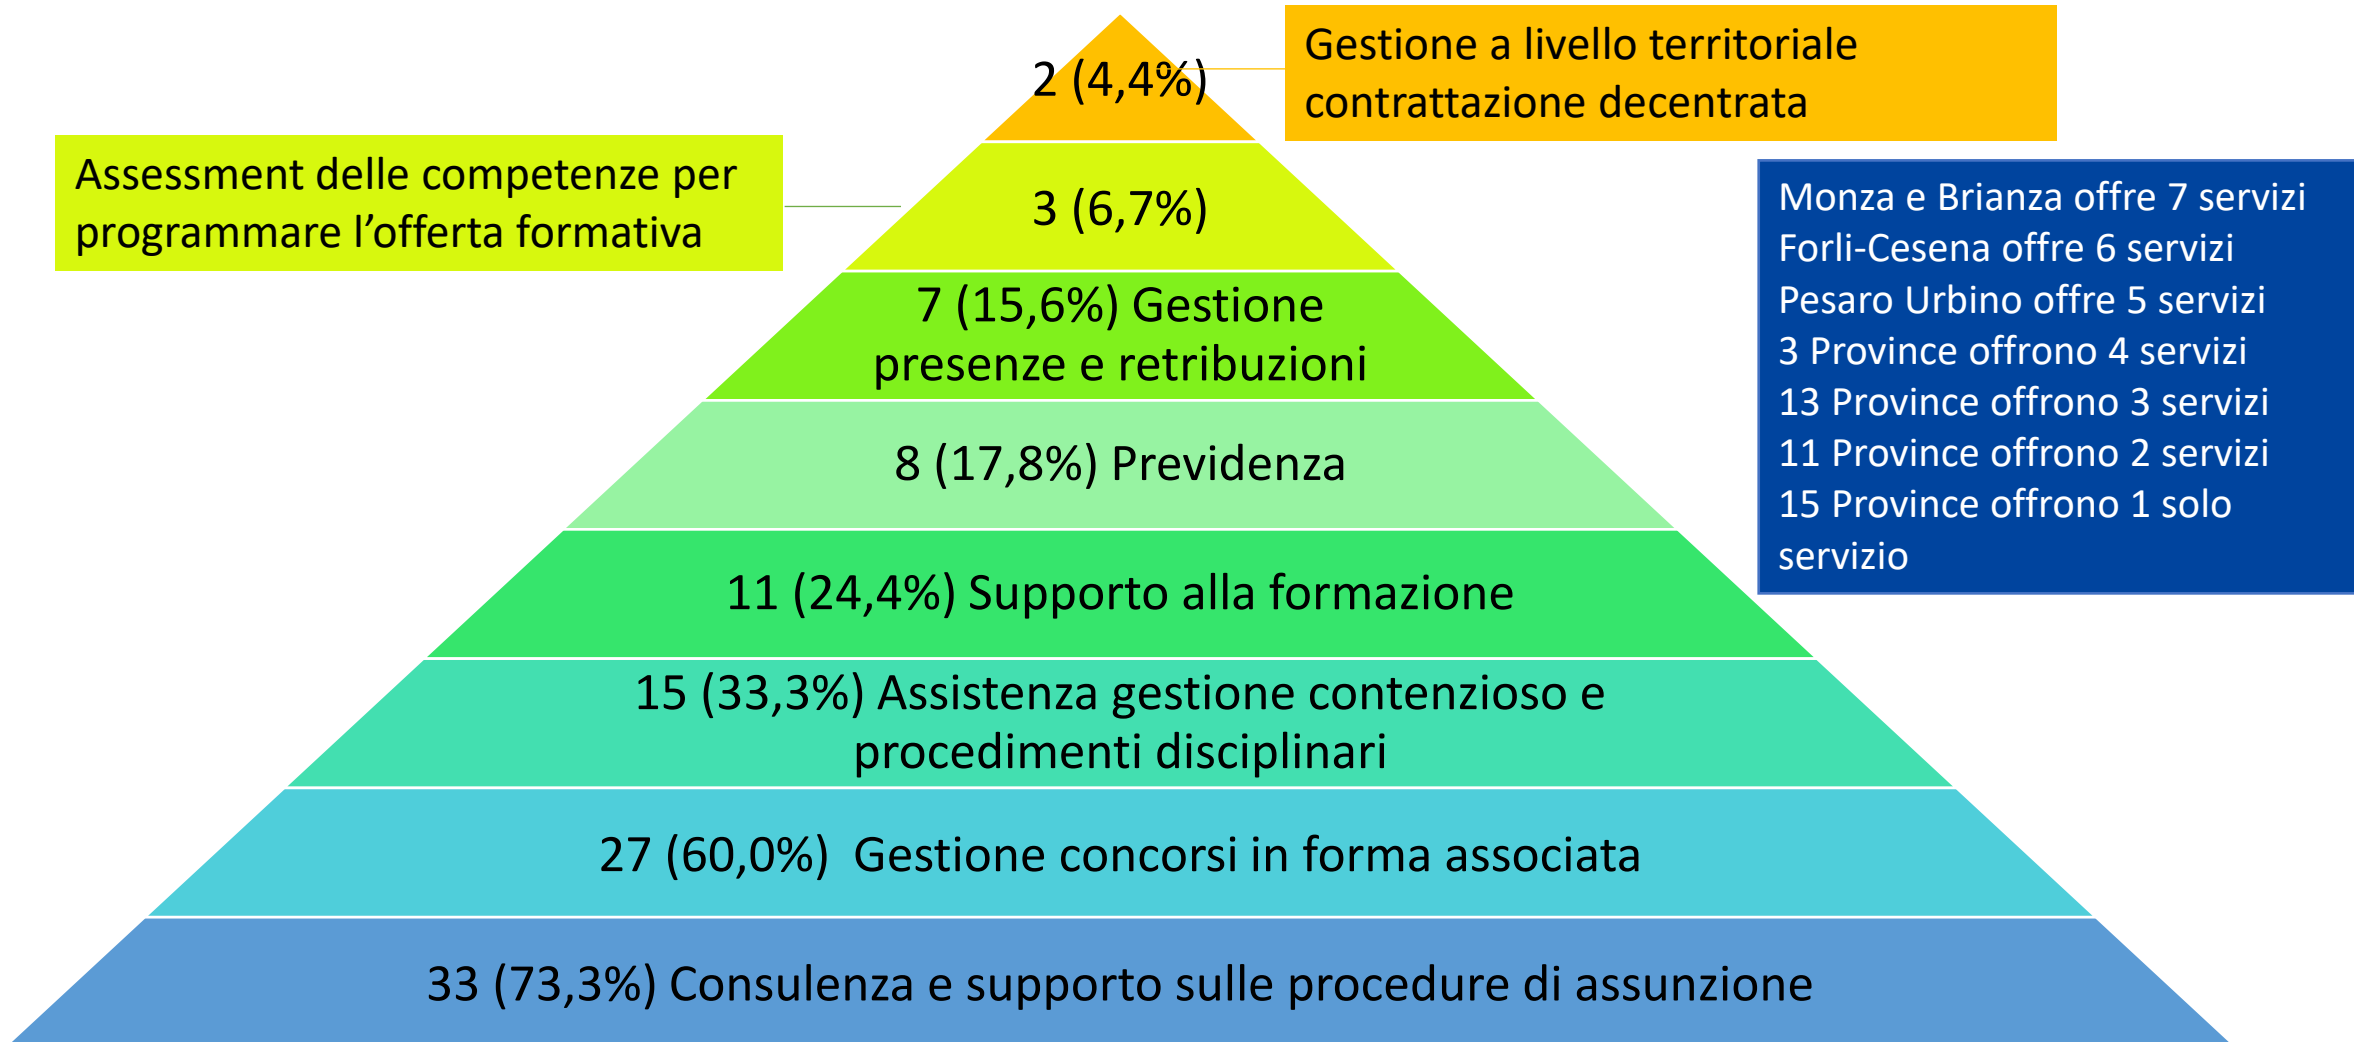 2 (4,4%)
Gestione a livello territoriale
contrattazione decentrata
Assessment delle competenze per
programmare l’offerta formativa
3 (6,7%)
7 (15,6%) Gestione
presenze e retribuzioni
8 (17,8%) Previdenza
11 (24,4%) Supporto alla formazione
15 (33,3%) Assistenza gestione contenzioso e
procedimenti disciplinari
27 (60,0%)  Gestione concorsi in forma associata
33 (73,3%) Consulenza e supporto sulle procedure di assunzione
Monza e Brianza offre 7 servizi
Forli-Cesena offre 6 servizi
Pesaro Urbino offre 5 servizi
3 Province offrono 4 servizi
13 Province offrono 3 servizi
11 Province offrono 2 servizi
15 Province offrono 1 solo
servizio